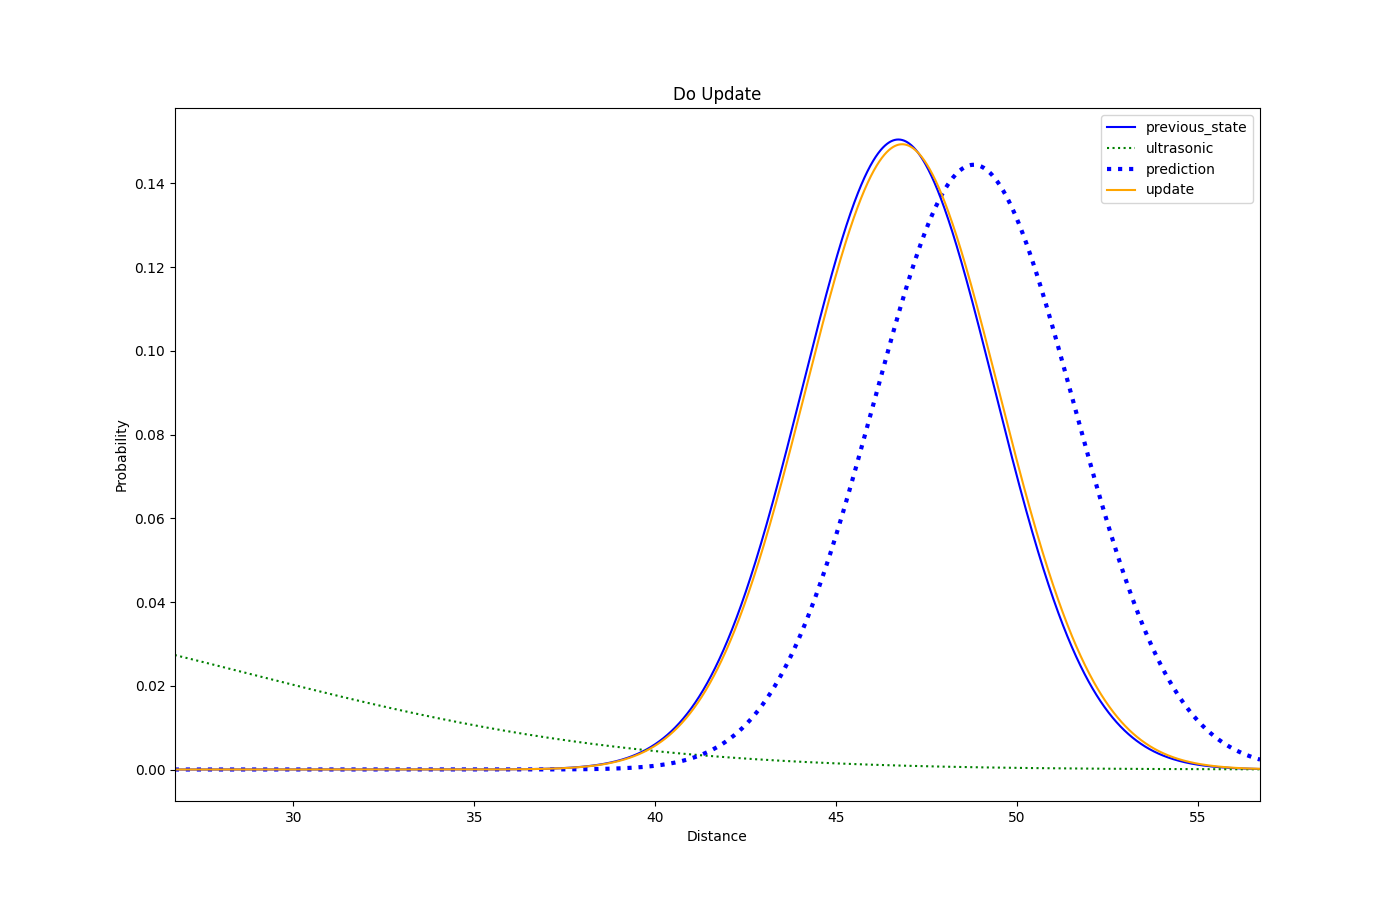 Do Update
previous_state
ultrasonic
prediction
update
0.14
0.12
0.10
0.08
0.06
0.04
0.02
0.00
Probability
30 35 40 45 50 55
Distance